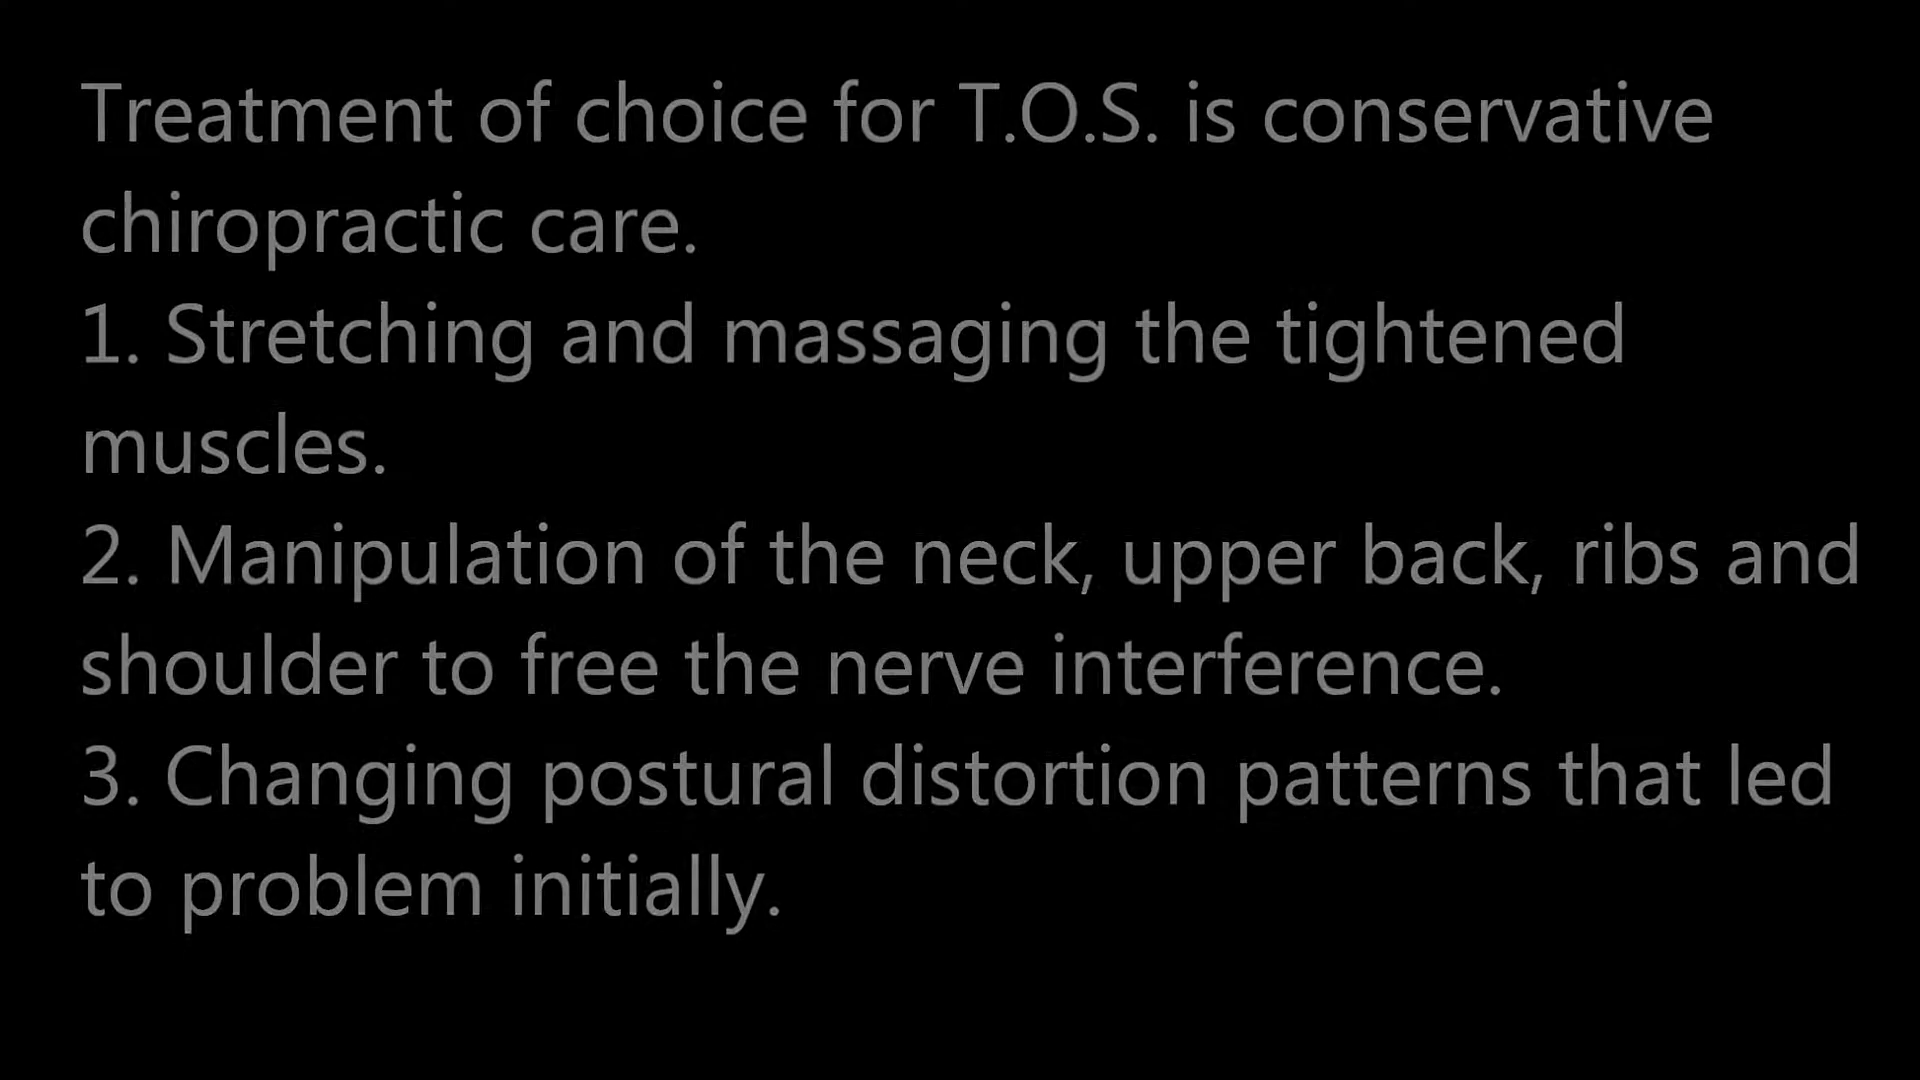 Treatment of choice for T.O.S. is conservative
chiropractic care.
1. Stretching and massaging the tightened
muscles.
2. Manipulation of the neck, upper back, ribs and
shoulder to free the nerve interference.
3. Changing postural distortion patterns that led
to problem initially.